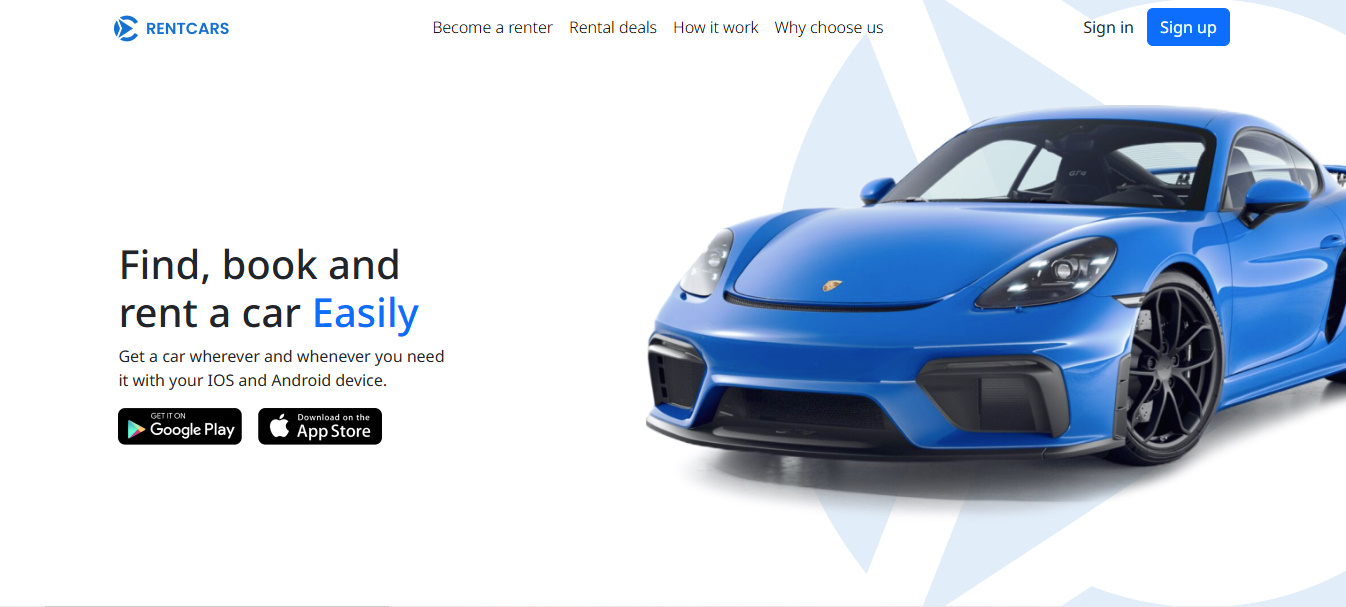 RENTCARS
Become a renter
Rental deals
How it work
Why choose us
Sign in
Sign up
Find, book and
rent a car Easily
Get a car wherever and whenever you need
it with your IOS and Android device.
GET IT ON
Google Play
Download on the
App Store